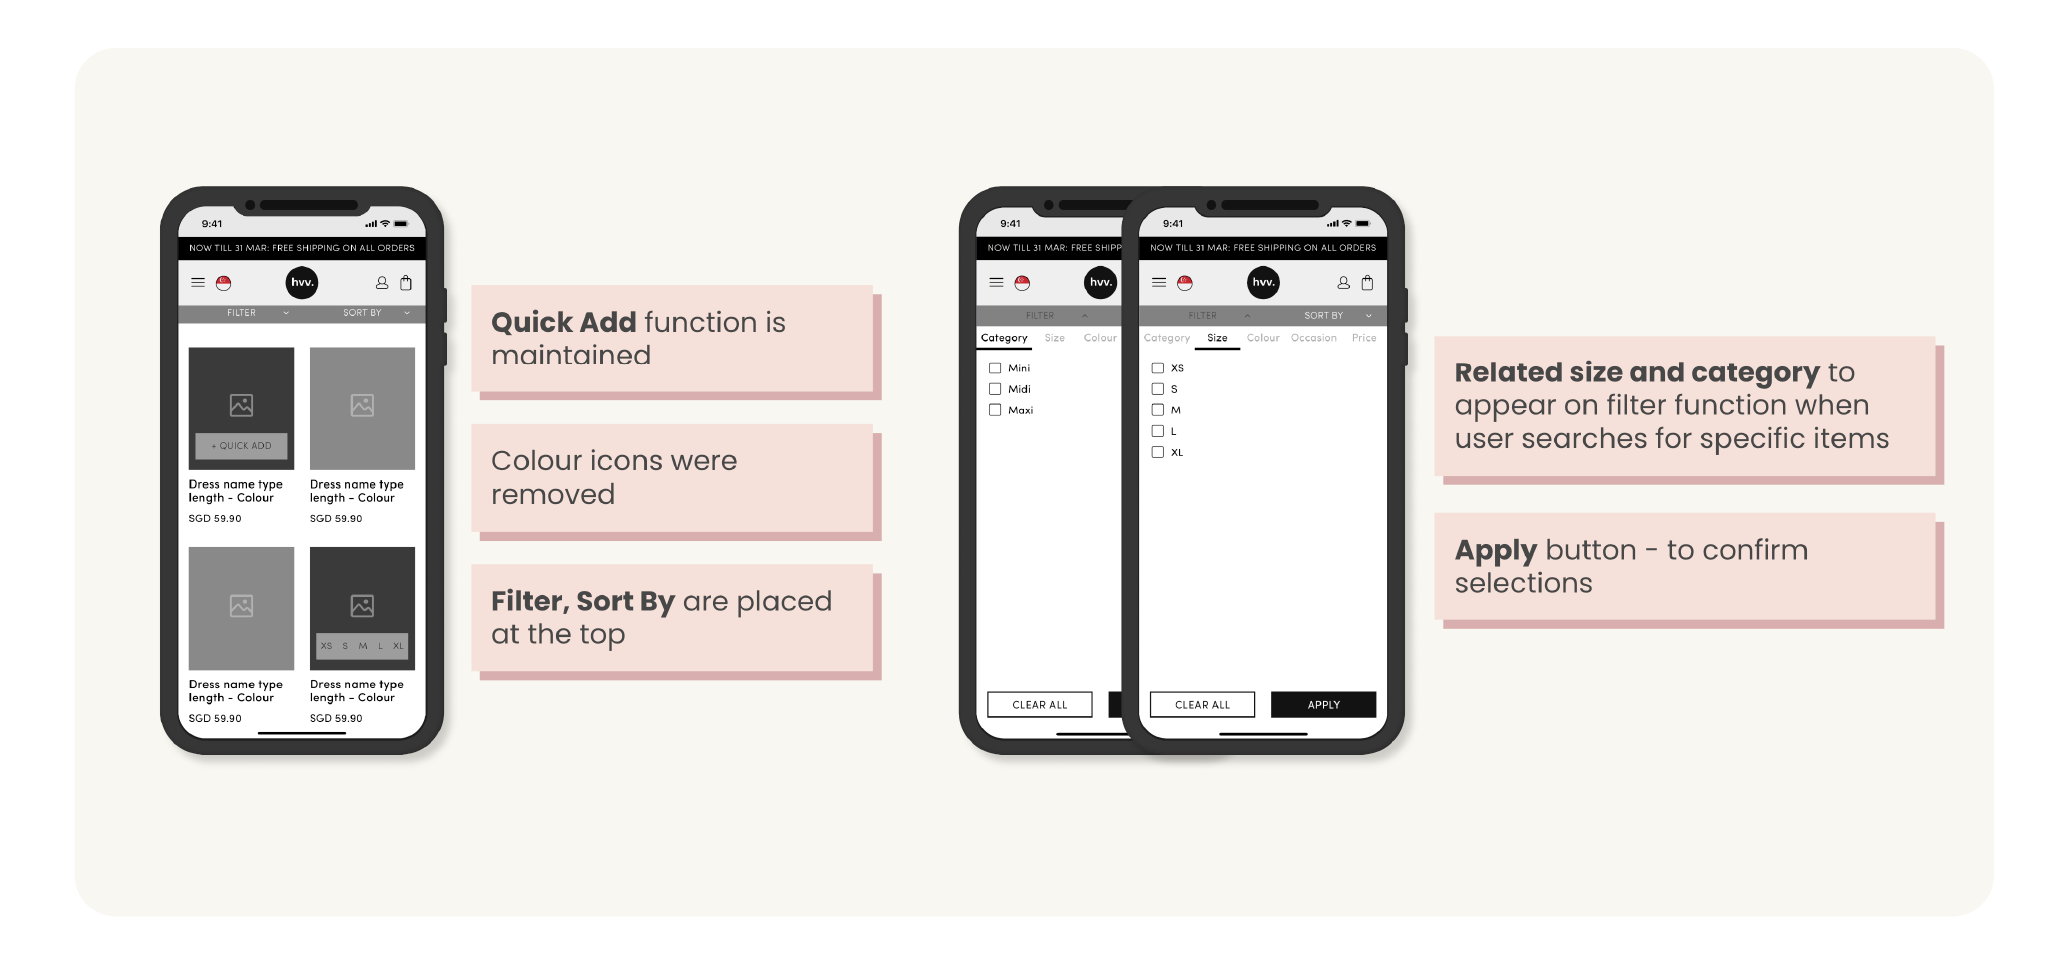 9:41
NOW TILL 31 MAR: FREE SHIPPING ON ALL ORDERS
hvv.
FILTER SORT BY
+ QUICK ADD
Dress name type
length - Colour
SGD 59.90
Dress name type
length - Colour
SGD 59.90
XS S M L XL
Dress name type
length - Colour
SGD 59.90
Dress name type
length - Colour
SGD 59.90
Quick Add function is
maintained
Colour icons were
removed
Filter, Sort By are placed
at the top
9:41
NOW TILL 31 MAR: FREE SHIPP
hvv.
FILTER
Category Size Colour
Mini
Midi
Maxi
CLEAR ALL
9:41
NOW TILL 31 MAR: FREE SHIPPING ON ALL ORDERS
hvv.
FILTER SORT BY
Category Size Colour Occasion Price
XS
S
M
L
XL
CLEAR ALL APPLY
Related size and category to
appear on filter function when
user searches for specific items
Apply button - to confirm
selections